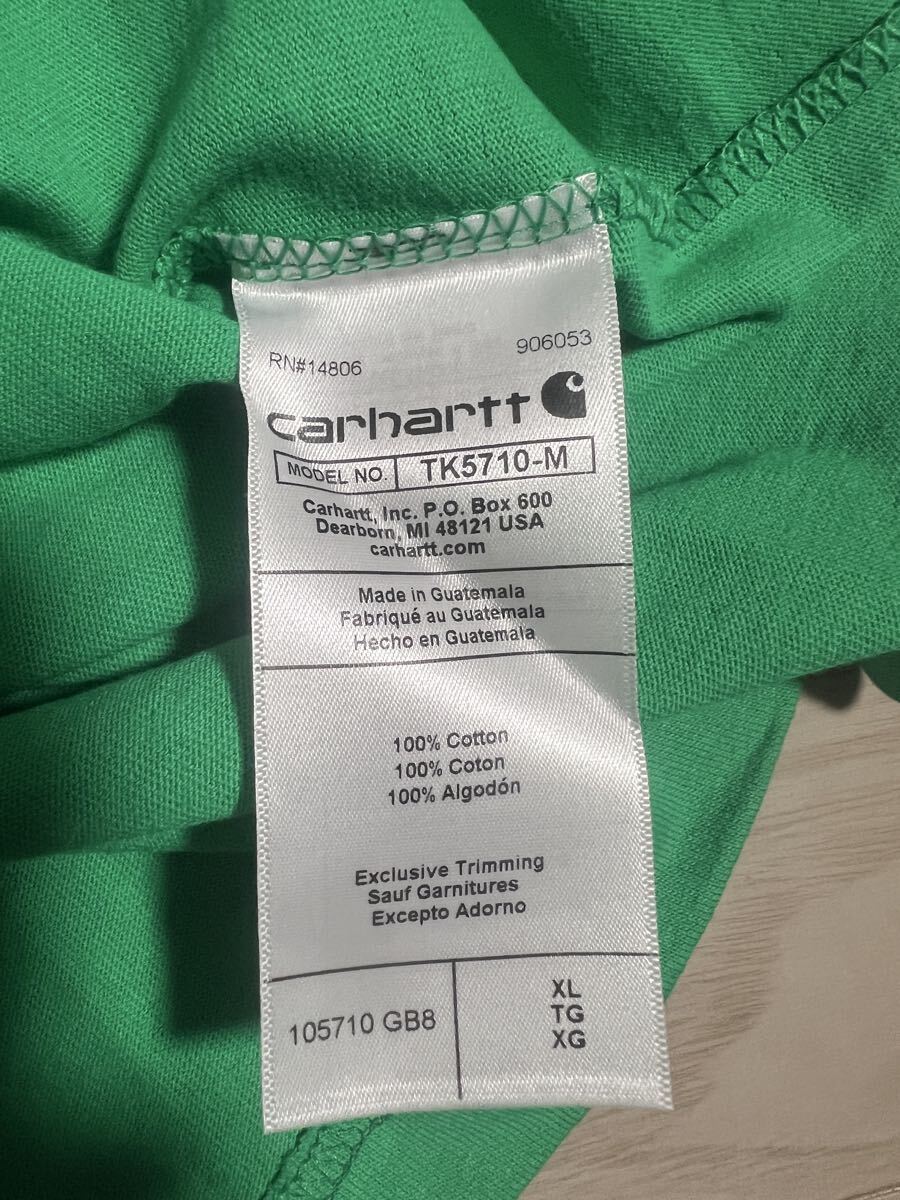 RN#14806 906053
carhartt
MODEL NO. TK5710-M
Carhartt, Inc. P.O. Box 600
Dearborn, MI 48121 USA
carhartt.com
Made in Guatemala
Fabriqué au Guatemala
Hecho en Guatemala
100% Cotton
100% Coton
100% Algodón
Exclusive Trimming
Sauf Garnitures
Excepto Adorno
105710 GB8
XL
TG
XG